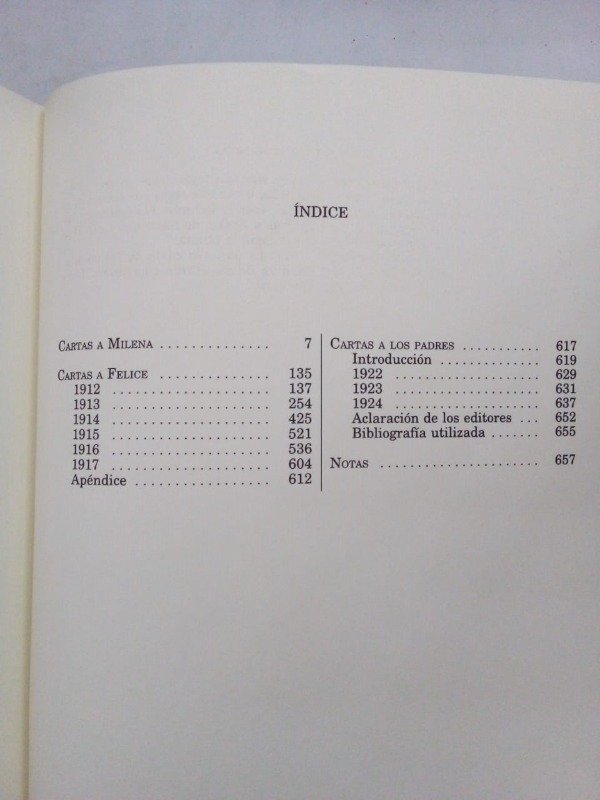 ÍNDICE
CARTAS A MILENA .............. 7
CARTAS A FELICE .............. 135
1912 .................... 137
1913 .................... 254
1914 .................... 425
1915 .................... 521
1916 .................... 536
1917 .................... 604
Apéndice ................. 612
CARTAS A LOS PADRES ........... 617
Introducción .............. 619
1922 .................... 629
1923 .................... 631
1924 .................... 637
Aclaración de los editores ... 652
Bibliografía utilizada ....... 655
NOTAS ...................... 657